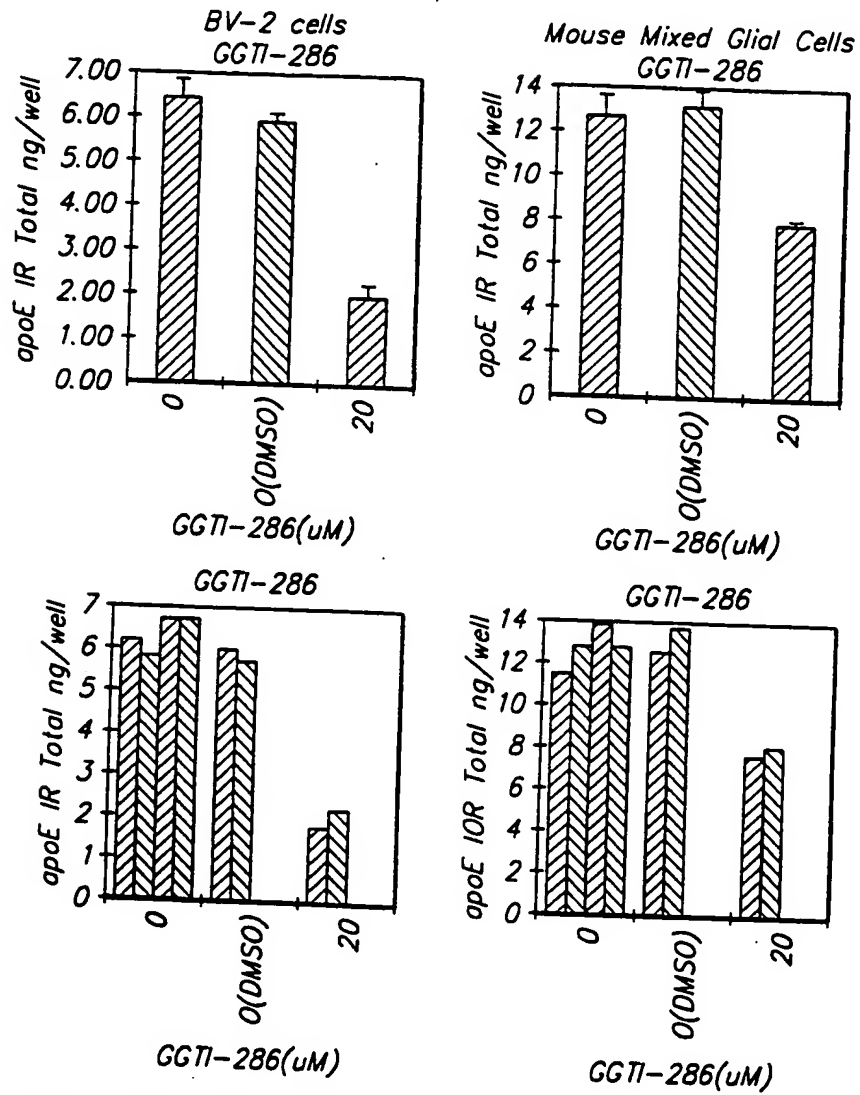 BV-2 cells
GGTI-286
apoE IR Total ng/well
7.00
6.00
5.00
4.00
3.00
2.00
1.00
0.00
0
O(DMSO)
20
GGTI-286(uM)
Mouse Mixed Glial Cells
GGTI-286
apoE IR Total ng/well
14
12
10
8
6
4
2
0
0
O(DMSO)
20
GGTI-286(uM)
GGTI-286
apoE IR Total ng/well
7
6
5
4
3
2
1
0
0
O(DMSO)
20
GGTI-286(uM)
GGTI-286
apoE IOR Total ng/well
14
12
10
8
6
4
2
0
0
O(DMSO)
20
GGTI-286(uM)